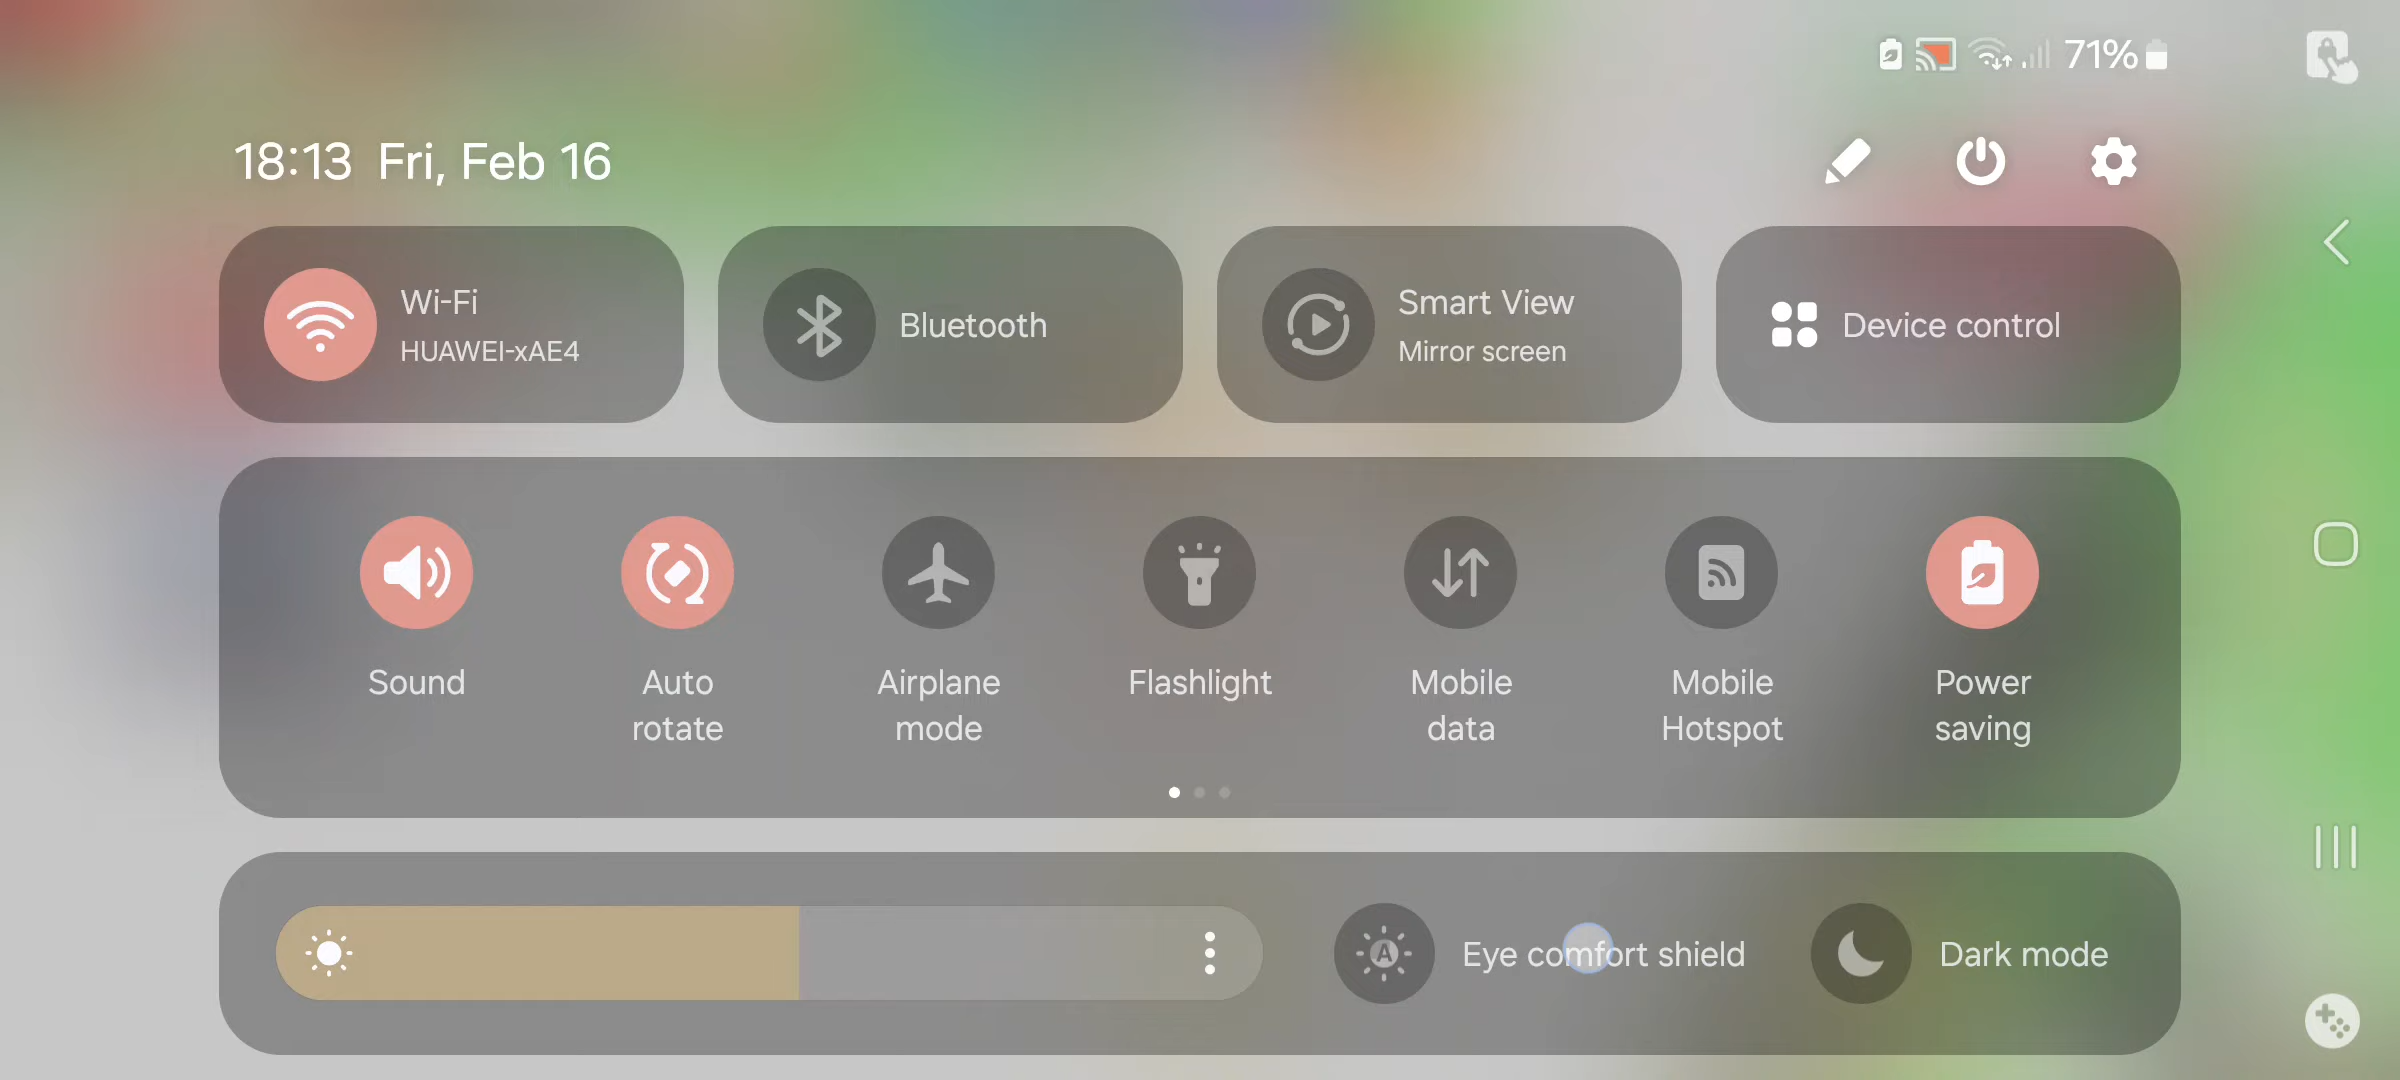 71%
18:13 Fri, Feb 16
Wi-Fi
HUAWEI-xAE4
Bluetooth
Smart View
Mirror screen
Device control
Sound
Auto
rotate
Airplane
mode
Flashlight
Mobile
data
Mobile
Hotspot
Power
saving
A
Eye comfort shield
Dark mode